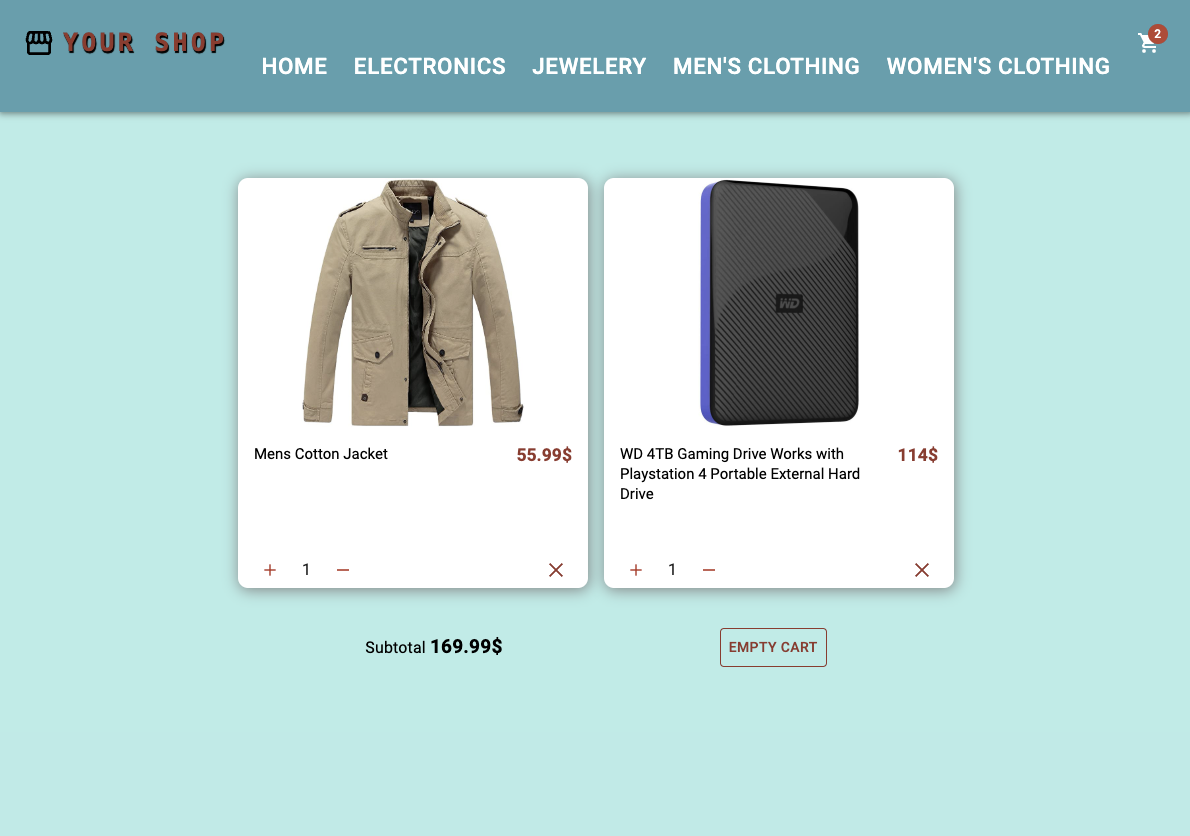 YOUR SHOP
HOME ELECTRONICS JEWELERY MEN'S CLOTHING WOMEN'S CLOTHING
2
WD
Mens Cotton Jacket 55.99$
WD 4TB Gaming Drive Works with 114$
Playstation 4 Portable External Hard
Drive
+ 1 −
+ 1 −
Subtotal 169.99$
EMPTY CART